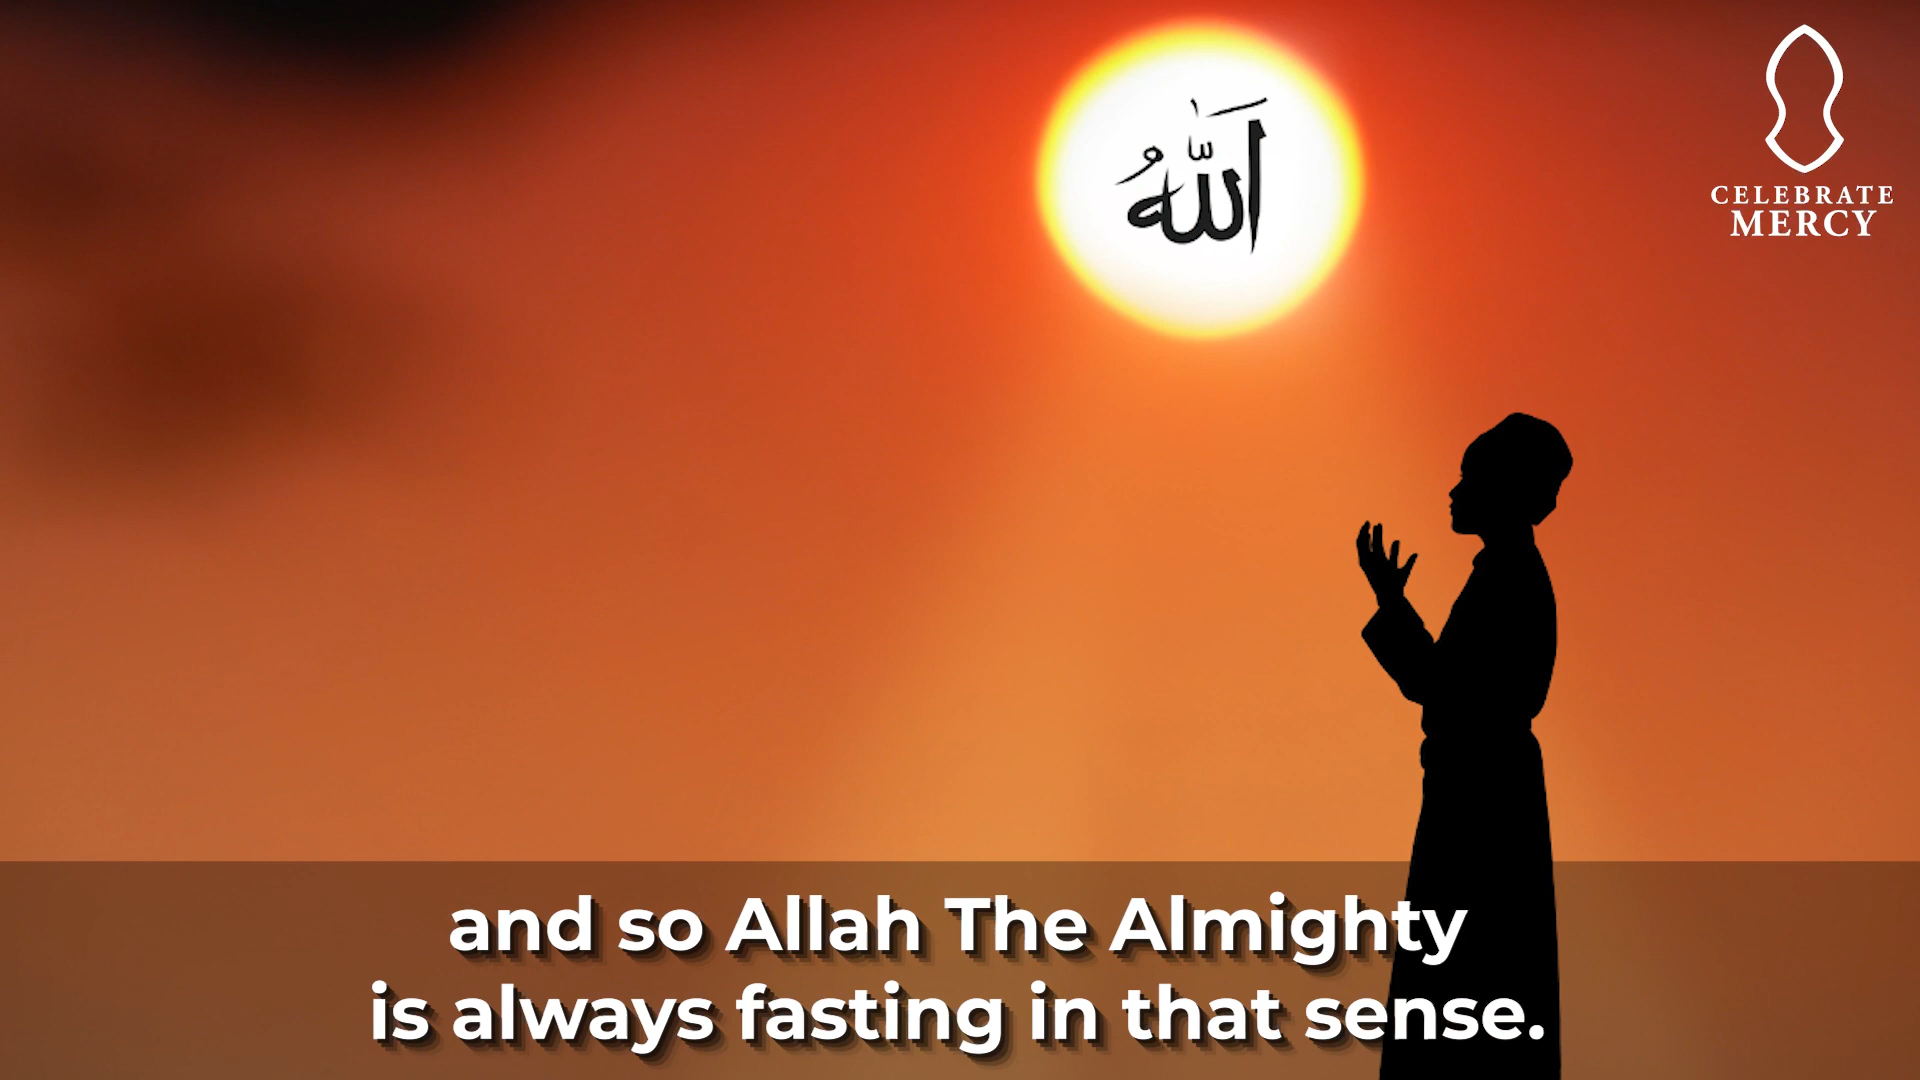 اللهُ
CELEBRATE
MERCY
and so Allah The Almighty
is always fasting in that sense.